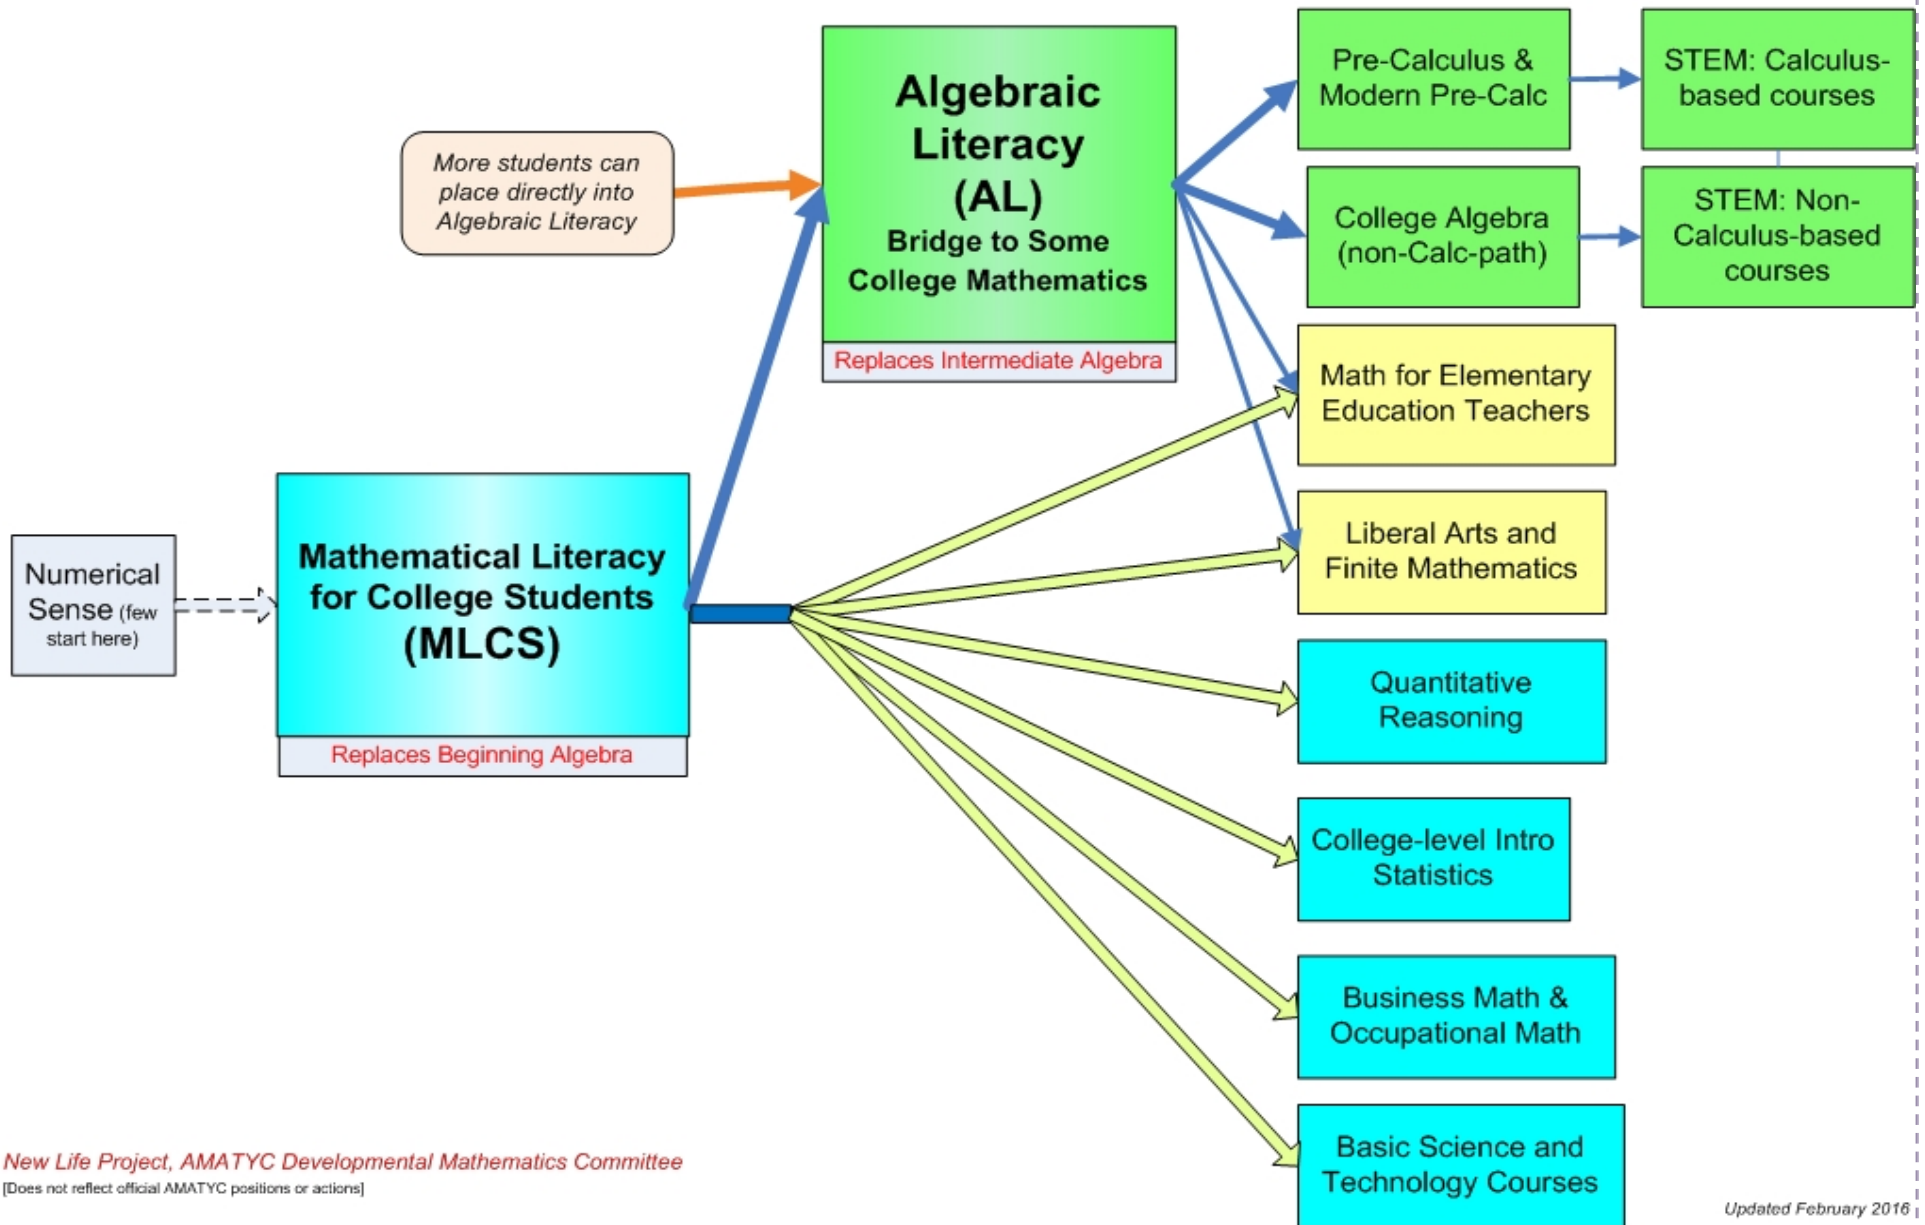 More students can
place directly into
Algebraic Literacy
Algebraic
Literacy
(AL)
Bridge to Some
College Mathematics
Replaces Intermediate Algebra
Pre-Calculus &
Modern Pre-Calc
STEM: Calculus-
based courses
College Algebra
(non-Calc-path)
STEM: Non-
Calculus-based
courses
Math for Elementary
Education Teachers
Numerical
Sense (few
start here)
Mathematical Literacy
for College Students
(MLCS)
Replaces Beginning Algebra
Liberal Arts and
Finite Mathematics
Quantitative
Reasoning
College-level Intro
Statistics
Business Math &
Occupational Math
Basic Science and
Technology Courses
New Life Project, AMATYC Developmental Mathematics Committee
[Does not reflect official AMATYC positions or actions]
Updated February 2016